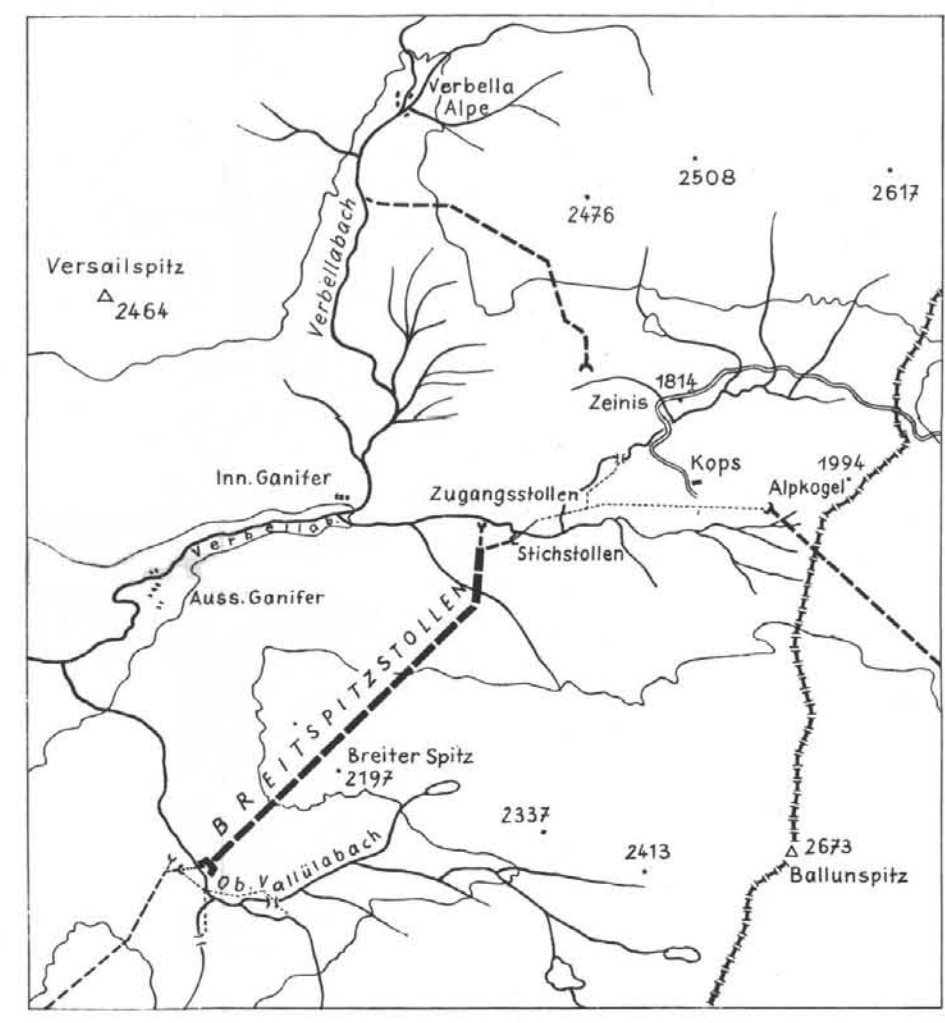 Verbella
Alpe
2508
2617
2476
Verbellabach
Versailspitz
2464
1814
Zeinis
Kops
1994
Alpkogel
Inn. Ganifer
Zugangsstollen
Verbellab.
Stichstollen
Auss. Ganifer
BREITSPITZSTOLLEN
Breiter Spitz
2197
2337
2413
2673
Ballunspitz
Ob. Vallülabach